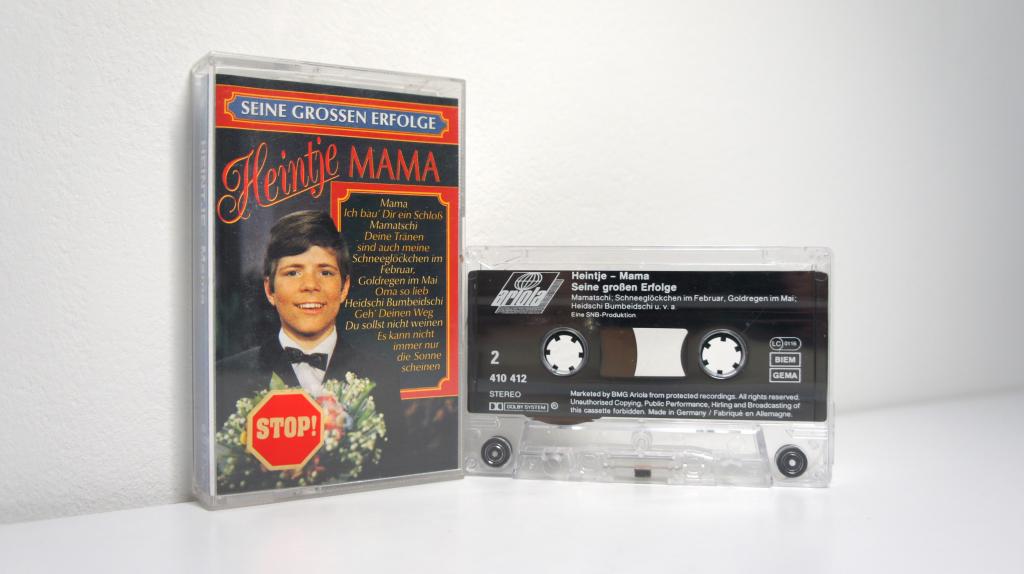 SEINE GROSSEN ERFOLGE
Heintje MAMA
Mama
Ich bau' Dir ein Schloß
Mamatschi
Deine Tränen
sind auch meine
Schneeglöckchen im
Februar,
Goldregen im Mai
Oma so lieb
Heidschi Bumbeidschi
Geh' Deinen Weg
Du sollst nicht weinen
Es kann nicht
immer nur
die Sonne
scheinen
STOP!
HEINTJE Mama
ariola
Heintje – Mama
Seine großen Erfolge
Mamatschi; Schneeglöckchen im Februar, Goldregen im Mai;
Heidschi Bumbeidschi u. v. a.
Eine SNB-Produktion
2
410 412
STEREO
DOLBY SYSTEM ®
LC 0116
BIEM
GEMA
Marketed by BMG Ariola from protected recordings. All rights reserved.
Unauthorised Copying, Public Performance, Hirling and Broadcasting of
this cassette forbidden. Made in Germany / Fabriqué en Allemagne.